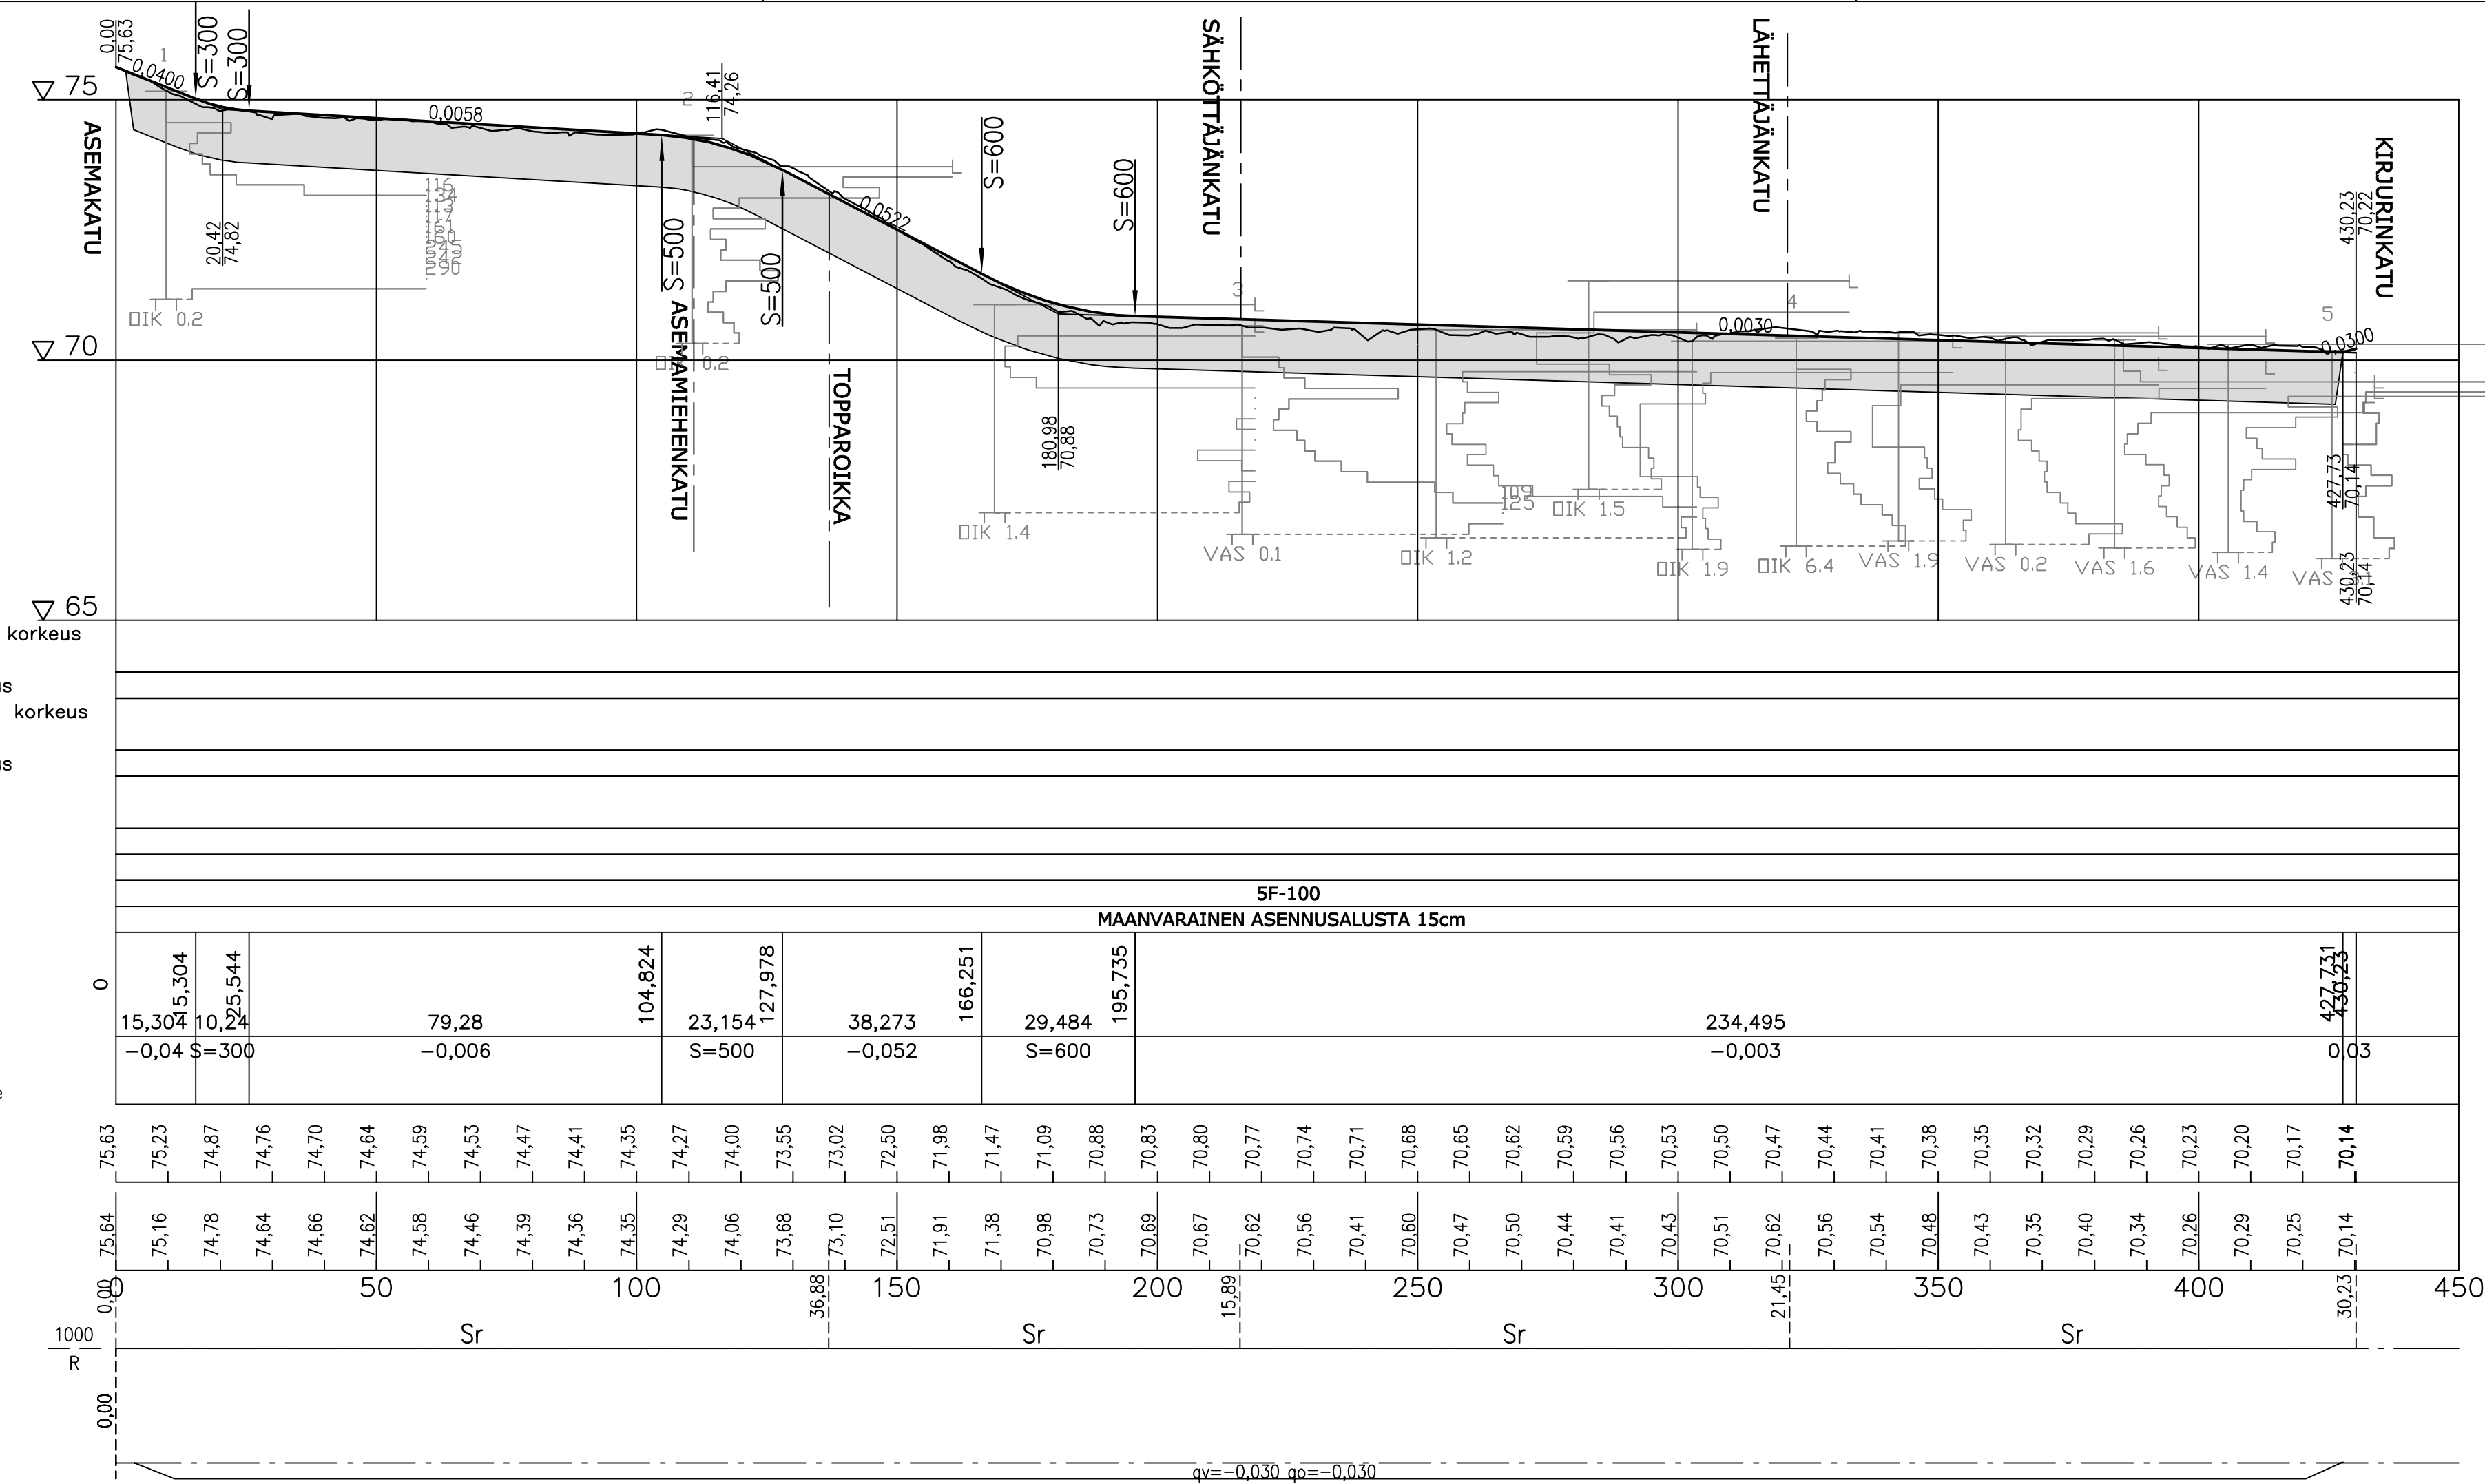 0,00
75,63
-0,0400
1
S=300
S=300
75
ASEMAKATU
0,0058
20,42
74,82
116
134
113
117
161
160
245
242
290
OIK 0.2
2
116,41
74,26
S=500
ASEMAMIEHENKATU
S=500
OIK 0.2
TOPPAROIKKA
0,0522
S=600
S=600
SÄHKÖTTÄJÄNKATU
LÄHETTÄJÄNKATU
KIRJURINKATU
430,23
70,22
3
4
5
0,0030
0,0300
70
180,98
70,88
OIK 1.4
VAS 0.1
OIK 1.2
109
125
OIK 1.5
OIK 1.9
OIK 6.4
VAS 1.9
VAS 0.2
VAS 1.6
VAS 1.4
VAS
427,73
70,14
430,23
70,14
65
korkeus
us
korkeus
us
5F-100
MAANVARAINEN ASENNUSALUSTA 15cm
0
15,304
25,544
104,824
127,978
166,251
195,735
427,731
430,23
15,304 10,24 79,28 23,154 38,273 29,484 234,495
-0,04 S=300 -0,006 S=500 -0,052 S=600 -0,003 0,03
e
75,63 75,23 74,87 74,76 74,70 74,64 74,59 74,53 74,47 74,41 74,35 74,27 74,00 73,55 73,02 72,50 71,98 71,47 71,09 70,88 70,83 70,80 70,77 70,74 70,71 70,68 70,65 70,62 70,59 70,56 70,53 70,50 70,47 70,44 70,41 70,38 70,35 70,32 70,29 70,26 70,23 70,20 70,17 70,14
75,64 75,16 74,78 74,64 74,66 74,62 74,58 74,46 74,39 74,36 74,35 74,29 74,06 73,68 73,10 72,51 71,91 71,38 70,98 70,73 70,69 70,67 70,62 70,56 70,41 70,60 70,47 70,50 70,44 70,41 70,43 70,51 70,62 70,56 70,54 70,48 70,43 70,35 70,40 70,34 70,26 70,29 70,25 70,14
0 50 100 150 200 250 300 350 400 450
0,00 36,88 15,89 21,45 30,23
Sr Sr Sr Sr
1000
R
0,00
qv=-0,030 qo=-0,030